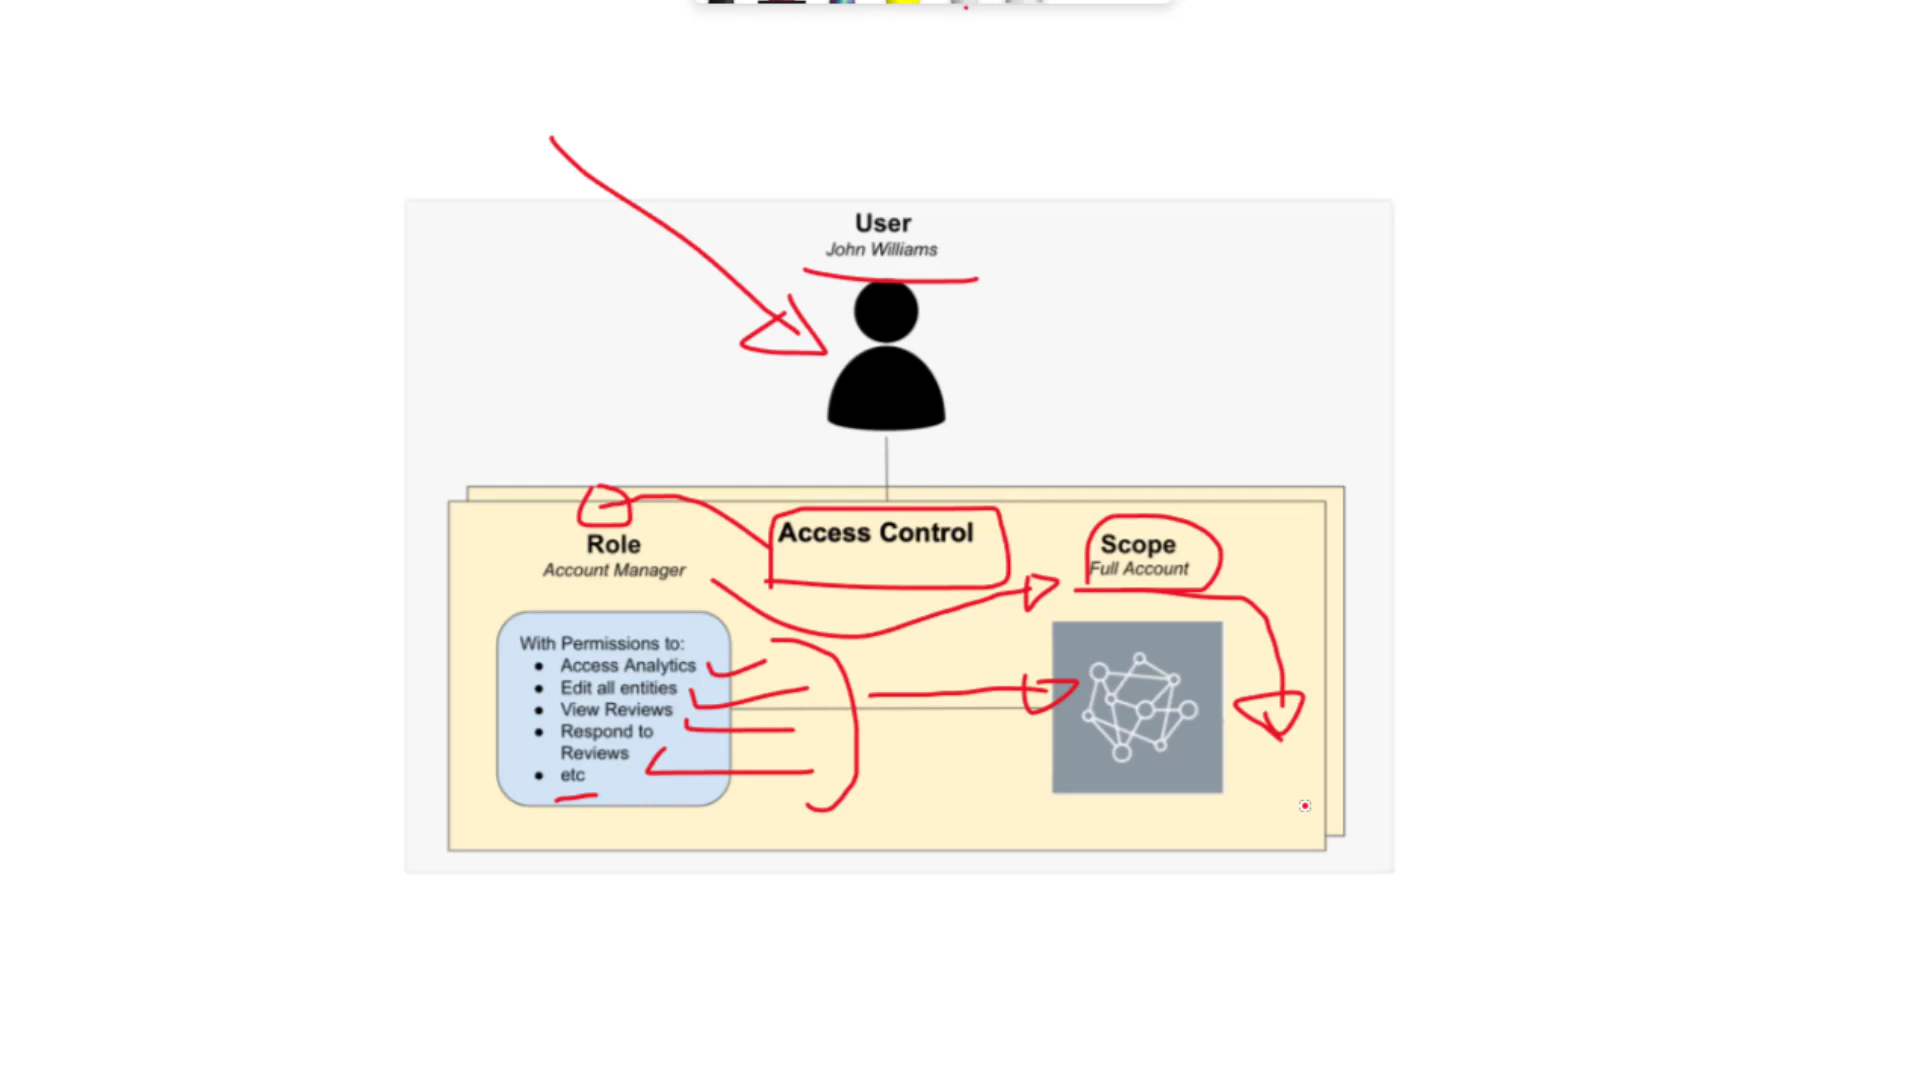 User
John Williams
Access Control
Role
Account Manager
Scope
Full Account
With Permissions to:
● Access Analytics
● Edit all entities
● View Reviews
● Respond to
Reviews
● etc